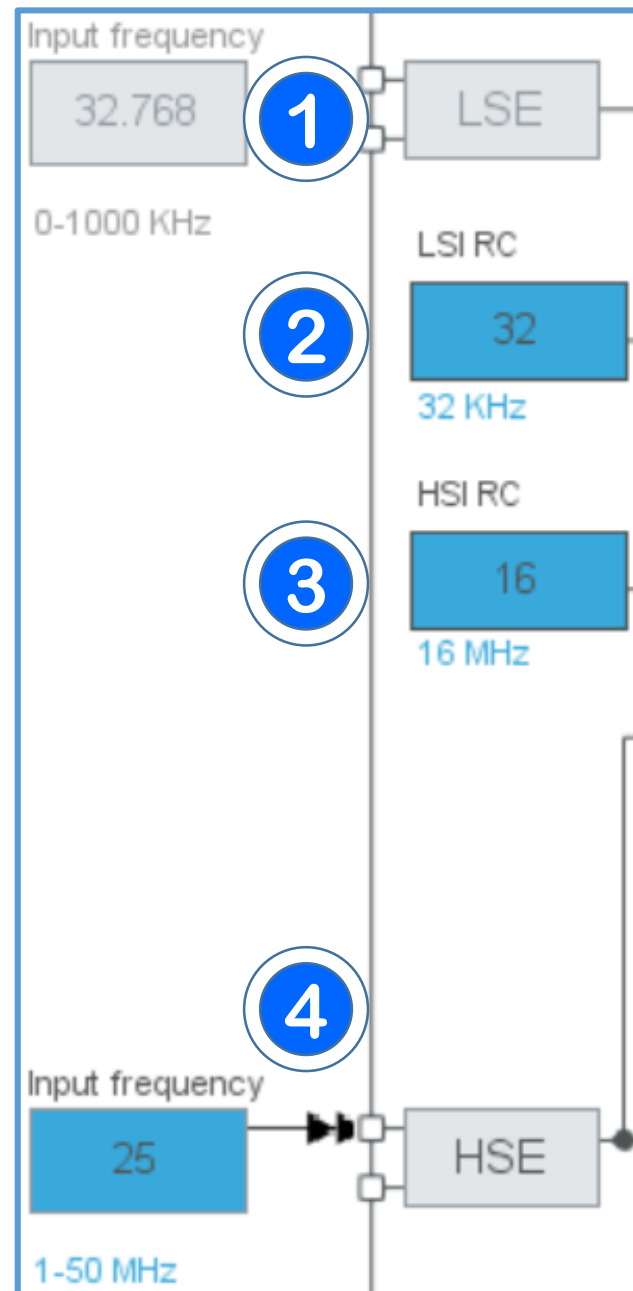 Input frequency
32.768
1
LSE
0-1000 KHz
LSI RC
2
32
32 KHz
HSI RC
3
16
16 MHz
4
Input frequency
25
HSE
1-50 MHz